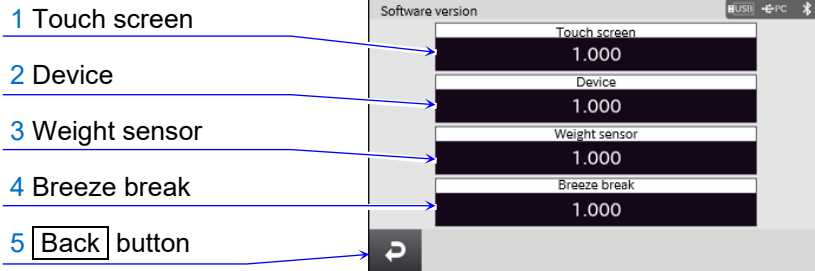 1 Touch screen
2 Device
3 Weight sensor
4 Breeze break
5 Back button
Software version
USB PC
Touch screen
1.000
Device
1.000
Weight sensor
1.000
Breeze break
1.000